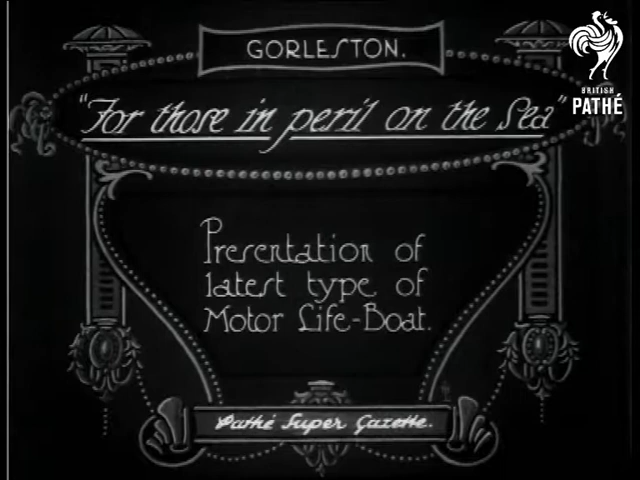 GORLESTON.
BRITISH
PATHÉ
"For those in peril on the Sea"
Presentation of
latest type of
Motor Life-Boat.
Pathé Super Gazette.